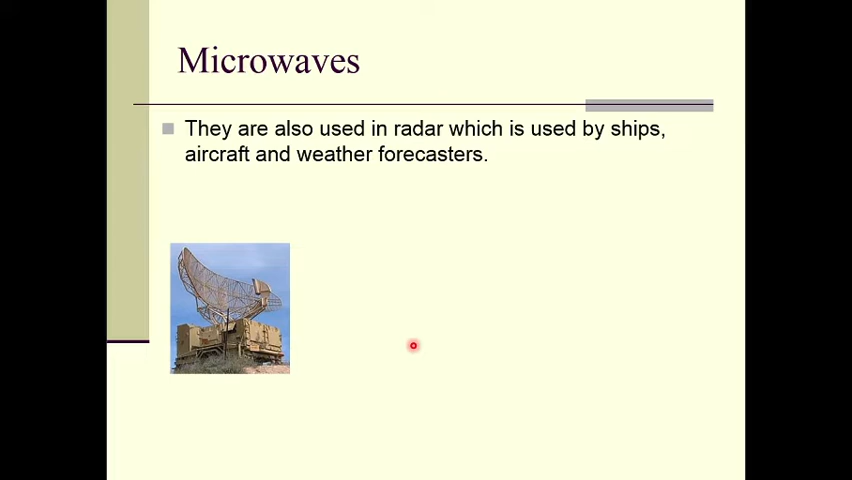 Microwaves
They are also used in radar which is used by ships,
aircraft and weather forecasters.